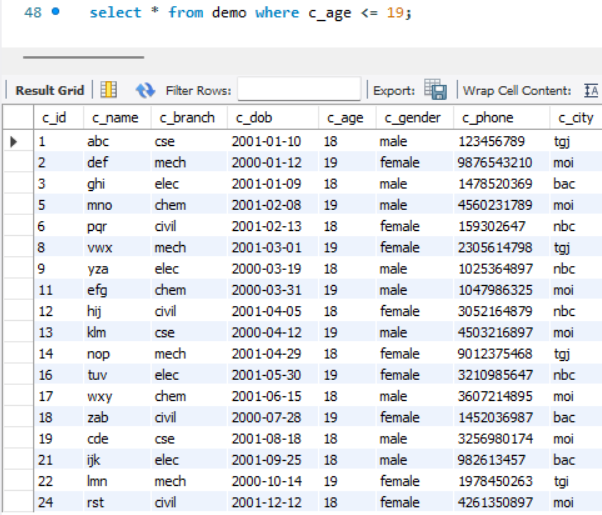 48 select * from demo where c_age <= 19;
Result Grid Filter Rows: Export: Wrap Cell Content: IA
c_id c_name c_branch c_dob c_age c_gender c_phone c_city
1 abc cse 2001-01-10 18 male 123456789 tgj
2 def mech 2000-01-12 19 female 9876543210 moi
3 ghi elec 2001-01-09 18 male 1478520369 bac
5 mno chem 2001-02-08 19 male 4560231789 moi
6 pqr civil 2001-02-13 18 female 159302647 nbc
8 vwx mech 2001-03-01 19 female 2305614798 tgj
9 yza elec 2000-03-19 18 male 1025364897 nbc
11 efg chem 2000-03-31 19 male 1047986325 moi
12 hij civil 2001-04-05 18 female 3052164879 nbc
13 klm cse 2000-04-12 19 male 4503216897 moi
14 nop mech 2001-04-29 18 female 9012375468 tgj
16 tuv elec 2001-05-30 19 female 3210985647 nbc
17 wxy chem 2001-06-15 18 male 3607214895 moi
18 zab civil 2000-07-28 19 female 1452036987 bac
19 cde cse 2001-08-18 18 male 3256980174 moi
21 ijk elec 2001-09-25 18 male 982613457 bac
22 lmn mech 2000-10-14 19 female 1978450263 tgj
24 rst civil 2001-12-12 18 female 4261350897 moi